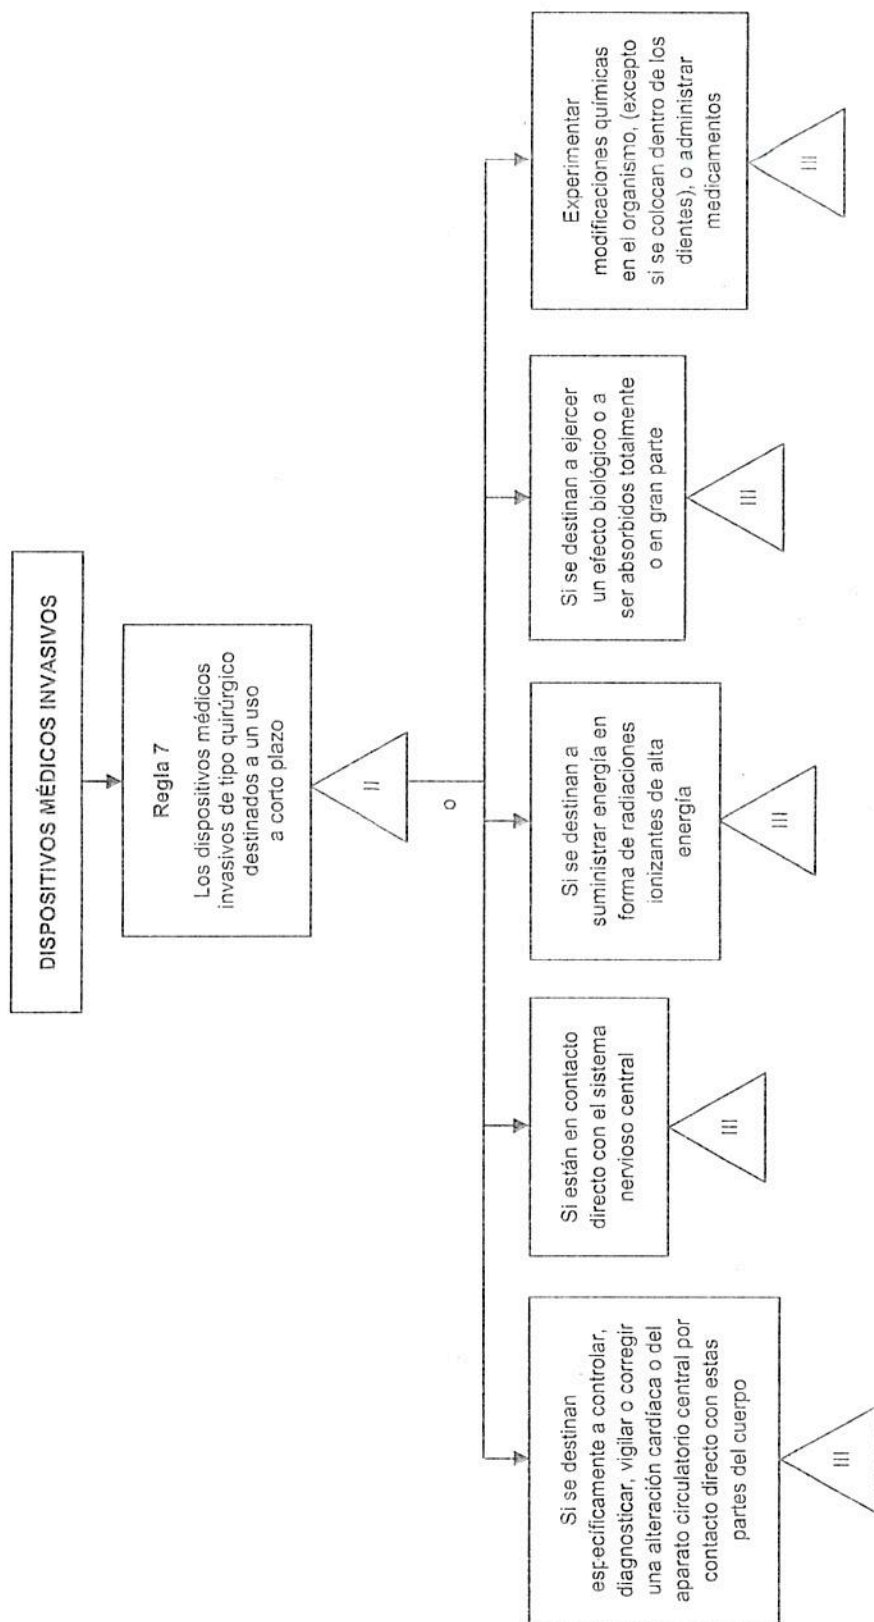 DISPOSITIVOS MÉDICOS INVASIVOS
Regla 7
Los dispositivos médicos
invasivos de tipo quirúrgico
destinados a un uso
a corto plazo
II
o
Si se destinan
específicamente a controlar,
diagnosticar, vigilar o corregir
una alteración cardíaca o del
aparato circulatorio central por
contacto directo con estas
partes del cuerpo
III
Si están en contacto
directo con el sistema
nervioso central
III
Si se destinan a
suministrar energía en
forma de radiaciones
ionizantes de alta
energía
III
Si se destinan a ejercer
un efecto biológico o a
ser absorbidos totalmente
o en gran parte
III
Experimentar
modificaciones químicas
en el organismo, (excepto
si se colocan dentro de los
dientes), o administrar
medicamentos
III